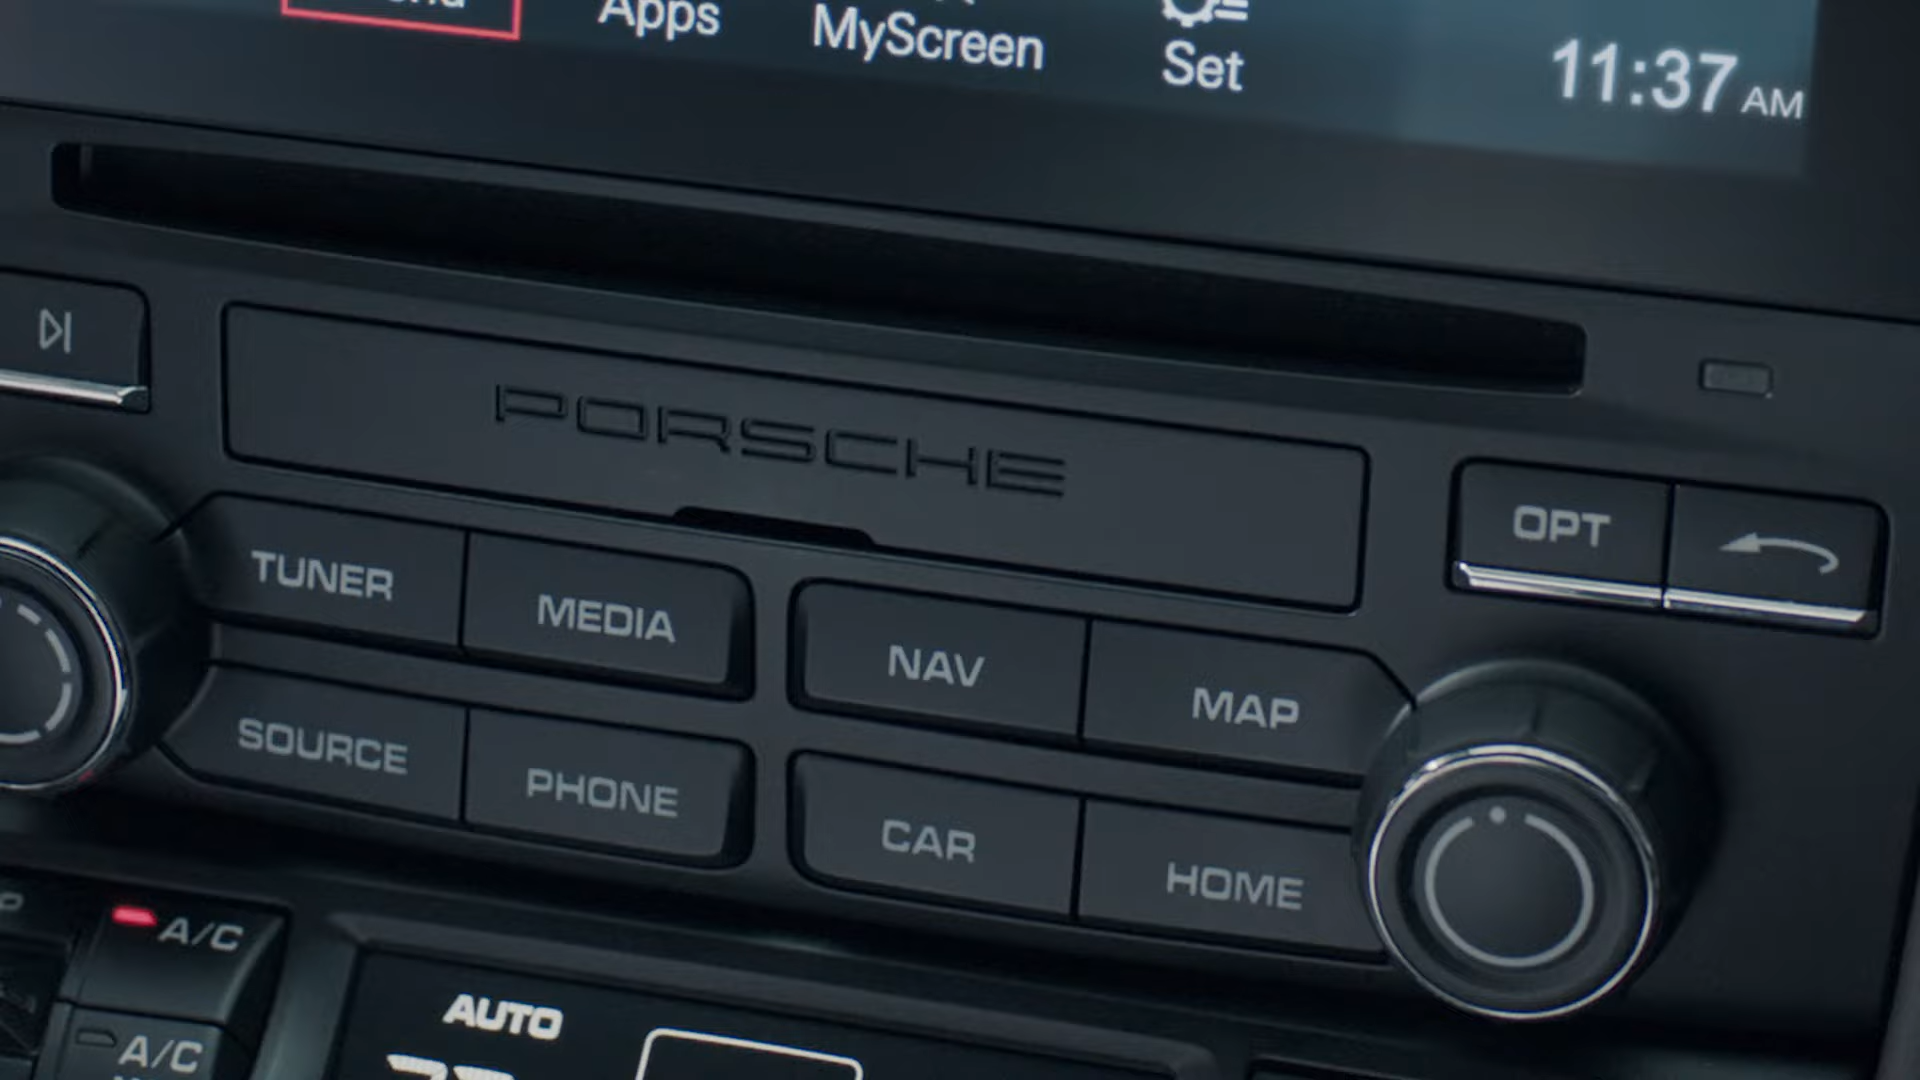 Apps
MyScreen
Set
11:37 AM
PORSCHE
OPT
TUNER
MEDIA
NAV
MAP
SOURCE
PHONE
CAR
HOME
A/C
AUTO
A/C